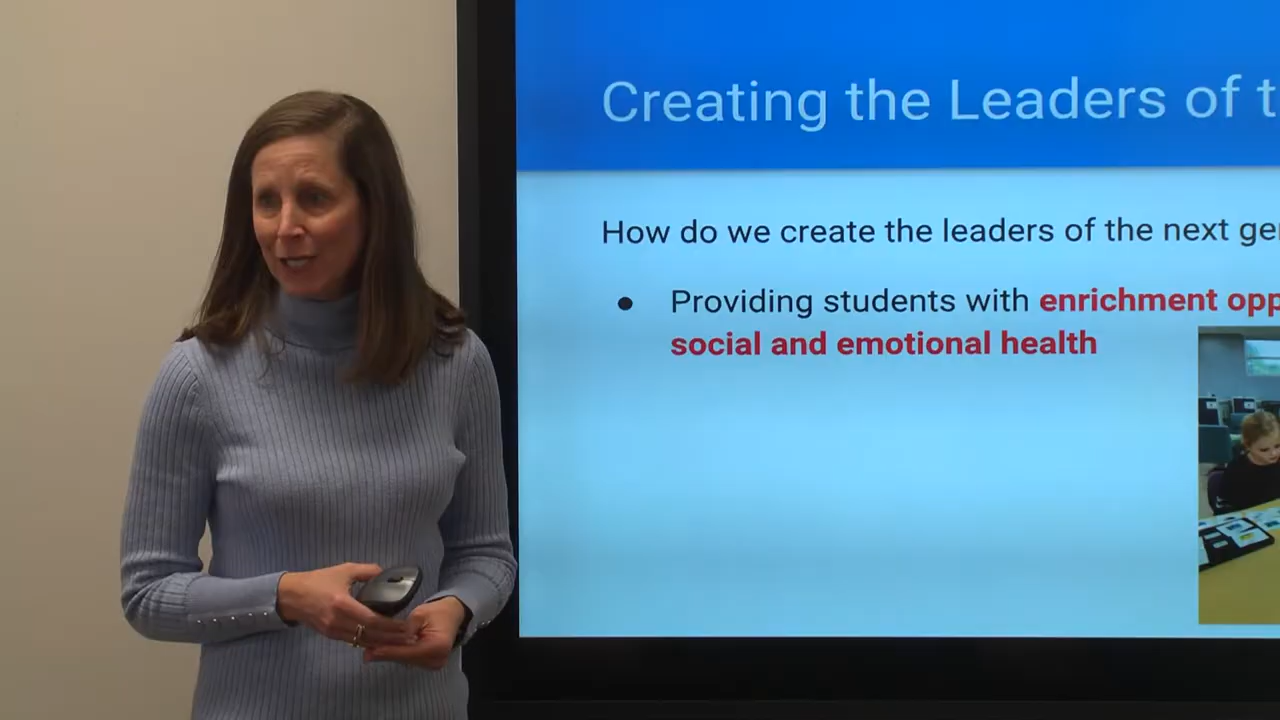 Creating the Leaders of t
How do we create the leaders of the next ge
Providing students with enrichment opp
social and emotional health